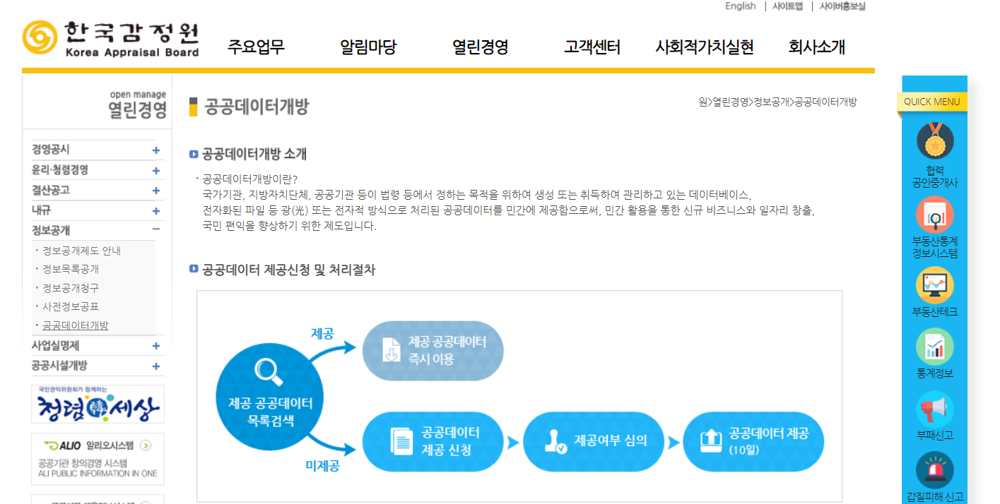 English | 사이트맵 | 사이버홍보실
한국감정원
Korea Appraisal Board
주요업무 알림마당 열린경영 고객센터 사회적가치실현 회사소개
open manage
열린경영
경영공시 +
윤리·청렴경영 +
결산공고 +
내규 +
정보공개 −
· 정보공개제도 안내
· 정보목록공개
· 정보공개청구
· 사전정보공표
· 공공데이터개방
사업실명제 +
공공시설개방 +
국민권익위원회가 함께하는
청렴韓세상
ALIO 알리오시스템
공공기관 창의경영 시스템
ALI PUBLIC INFORMATION IN ONE
공공데이터개방
원>열린경영>정보공개>공공데이터개방
공공데이터개방 소개
· 공공데이터개방이란?
국가기관, 지방자치단체, 공공기관 등이 법령 등에서 정하는 목적을 위하여 생성 또는 취득하여 관리하고 있는 데이터베이스,
전자화된 파일 등 광(光) 또는 전자적 방식으로 처리된 공공데이터를 민간에 제공함으로써, 민간 활용을 통한 신규 비즈니스와 일자리 창출,
국민 편익을 향상하기 위한 제도입니다.
공공데이터 제공신청 및 처리절차
제공 공공데이터
목록검색
제공
제공 공공데이터
즉시 이용
미제공
공공데이터
제공 신청
제공여부 심의
공공데이터 제공
(10일)
QUICK MENU
협력
공인중개사
부동산통계
정보시스템
부동산테크
통계정보
부패신고
갑질피해 신고